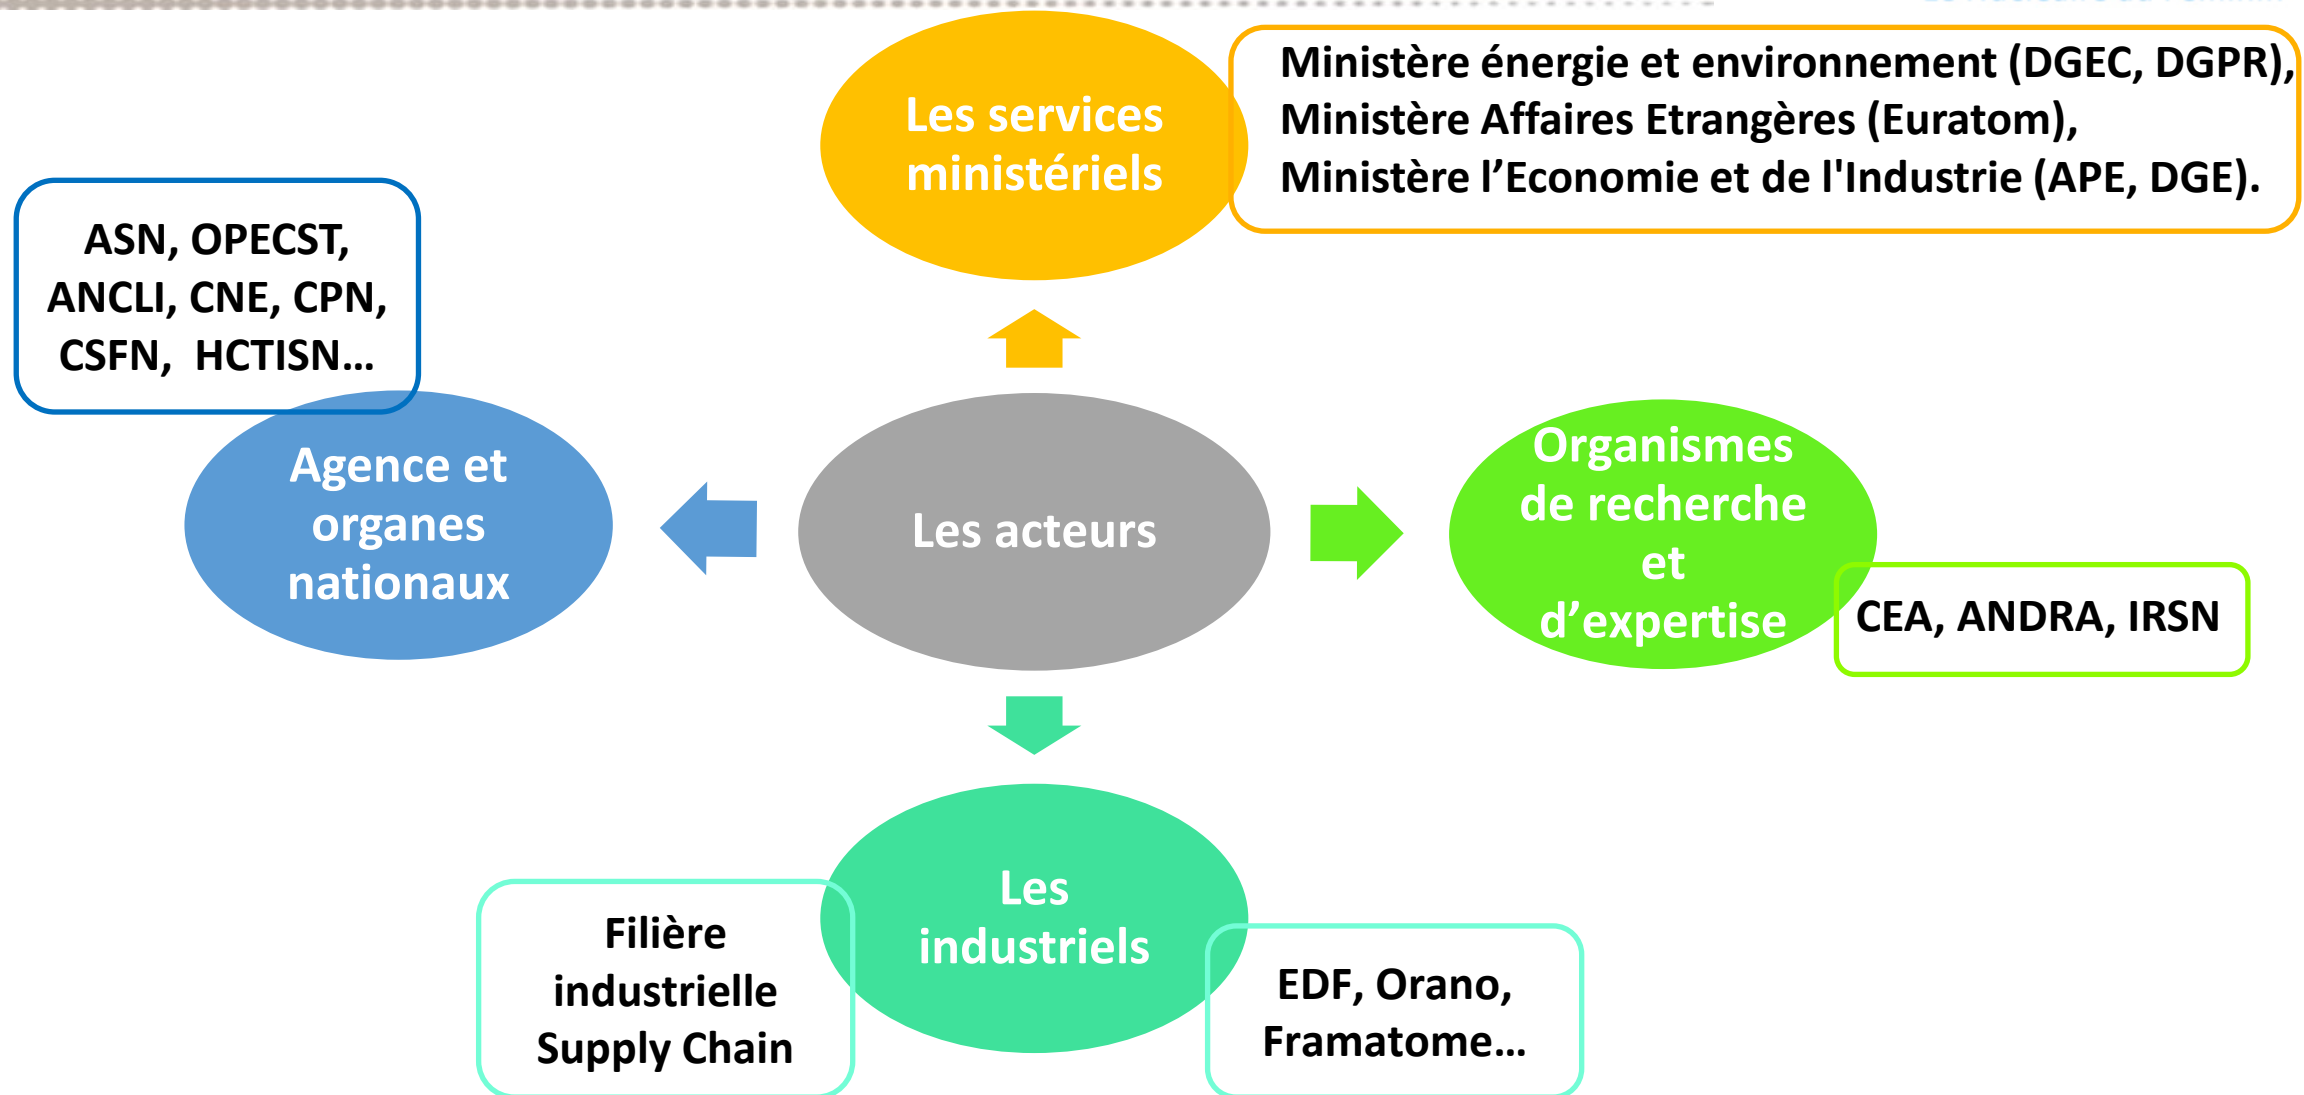 Les services
ministériels
Ministère énergie et environnement (DGEC, DGPR),
Ministère Affaires Etrangères (Euratom),
Ministère l’Economie et de l'Industrie (APE, DGE).
ASN, OPECST,
ANCLI, CNE, CPN,
CSFN, HCTISN...
Agence et
organes
nationaux
Les acteurs
Organismes
de recherche
et
d’expertise
CEA, ANDRA, IRSN
Les
industriels
Filière
industrielle
Supply Chain
EDF, Orano,
Framatome...